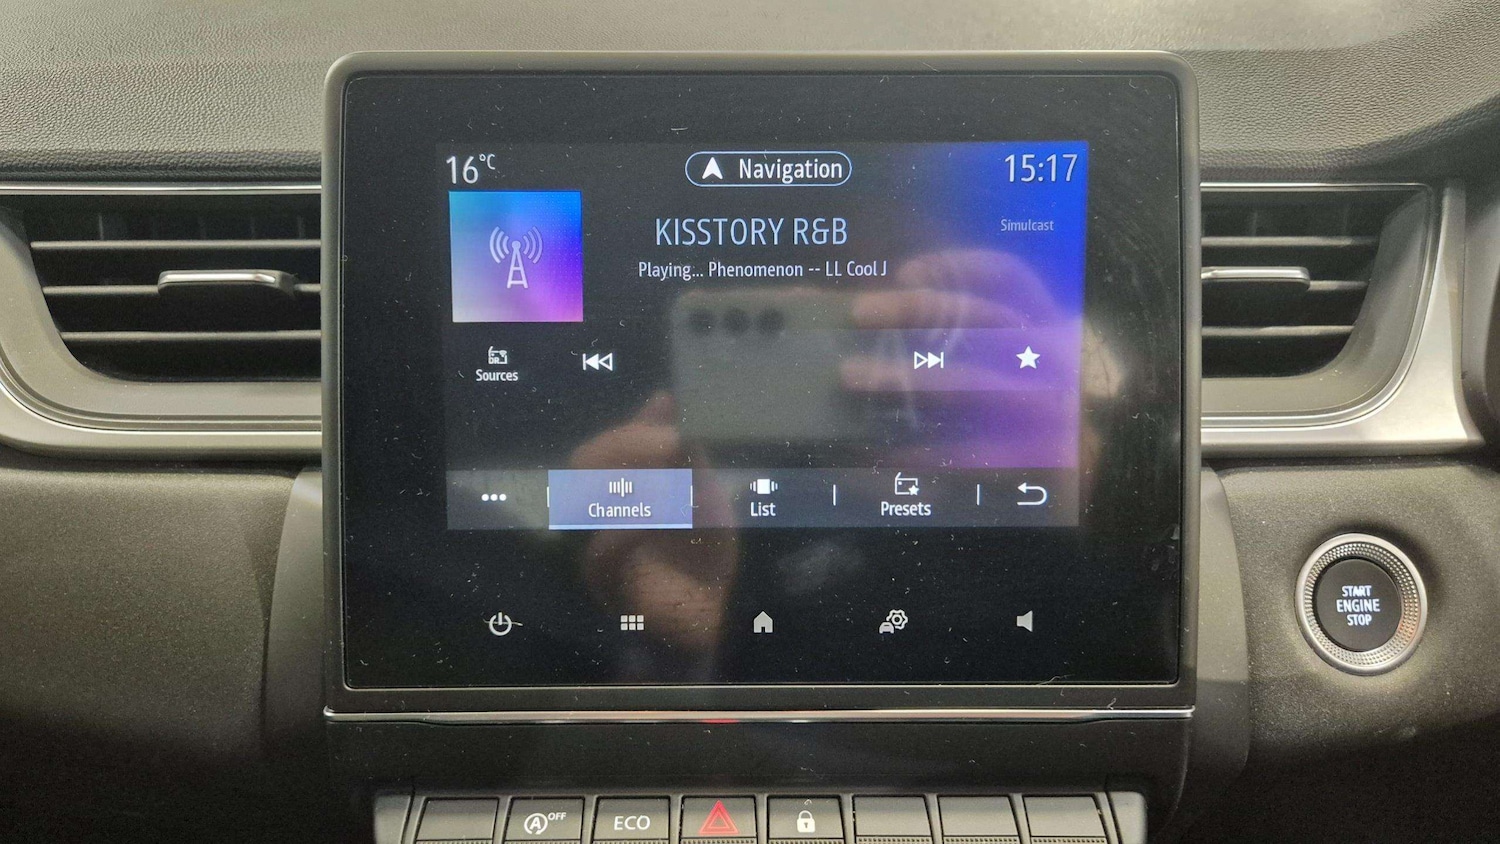 16°C
Navigation
15:17
KISSTORY R&B
Simulcast
Playing... Phenomenon -- LL Cool J
DR
Sources
Channels
List
Presets
START
ENGINE
STOP
A OFF
ECO